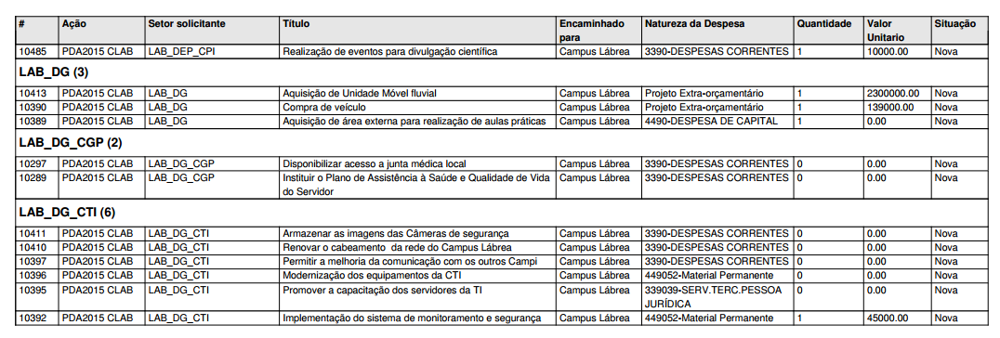 # Ação Setor solicitante Título Encaminhado para Natureza da Despesa Quantidade Valor Unitario Situação
10485 PDA2015 CLAB LAB_DEP_CPI Realização de eventos para divulgação científica Campus Lábrea 3390-DESPESAS CORRENTES 1 10000.00 Nova
LAB_DG (3)
10413 PDA2015 CLAB LAB_DG Aquisição de Unidade Móvel fluvial Campus Lábrea Projeto Extra-orçamentário 1 2300000.00 Nova
10390 PDA2015 CLAB LAB_DG Compra de veículo Campus Lábrea Projeto Extra-orçamentário 1 139000.00 Nova
10389 PDA2015 CLAB LAB_DG Aquisição de área externa para realização de aulas práticas Campus Lábrea 4490-DESPESA DE CAPITAL 1 0.00 Nova
LAB_DG_CGP (2)
10297 PDA2015 CLAB LAB_DG_CGP Disponibilizar acesso a junta médica local Campus Lábrea 3390-DESPESAS CORRENTES 0 0.00 Nova
10289 PDA2015 CLAB LAB_DG_CGP Instituir o Plano de Assistência à Saúde e Qualidade de Vida do Servidor Campus Lábrea 3390-DESPESAS CORRENTES 0 0.00 Nova
LAB_DG_CTI (6)
10411 PDA2015 CLAB LAB_DG_CTI Armazenar as imagens das Câmeras de segurança Campus Lábrea 3390-DESPESAS CORRENTES 0 0.00 Nova
10410 PDA2015 CLAB LAB_DG_CTI Renovar o cabeamento da rede do Campus Lábrea Campus Lábrea 3390-DESPESAS CORRENTES 0 0.00 Nova
10397 PDA2015 CLAB LAB_DG_CTI Permitir a melhoria da comunicação com os outros Campi Campus Lábrea 3390-DESPESAS CORRENTES 0 0.00 Nova
10396 PDA2015 CLAB LAB_DG_CTI Modernização dos equipamentos da CTI Campus Lábrea 449052-Material Permanente 0 0.00 Nova
10395 PDA2015 CLAB LAB_DG_CTI Promover a capacitação dos servidores da TI Campus Lábrea 339039-SERV.TERC.PESSOA JURÍDICA 0 0.00 Nova
10392 PDA2015 CLAB LAB_DG_CTI Implementação do sistema de monitoramento e segurança Campus Lábrea 449052-Material Permanente 1 45000.00 Nova